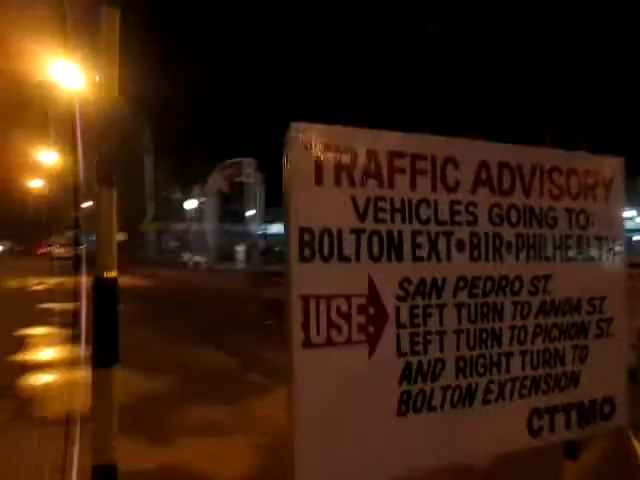 TRAFFIC ADVISORY
VEHICLES GOING TO:
BOLTON EXT•BIR•PHILHEALTH
USE:
SAN PEDRO ST.
LEFT TURN TO ANDA ST.
LEFT TURN TO PICHON ST.
AND RIGHT TURN TO
BOLTON EXTENSION
CTTMO